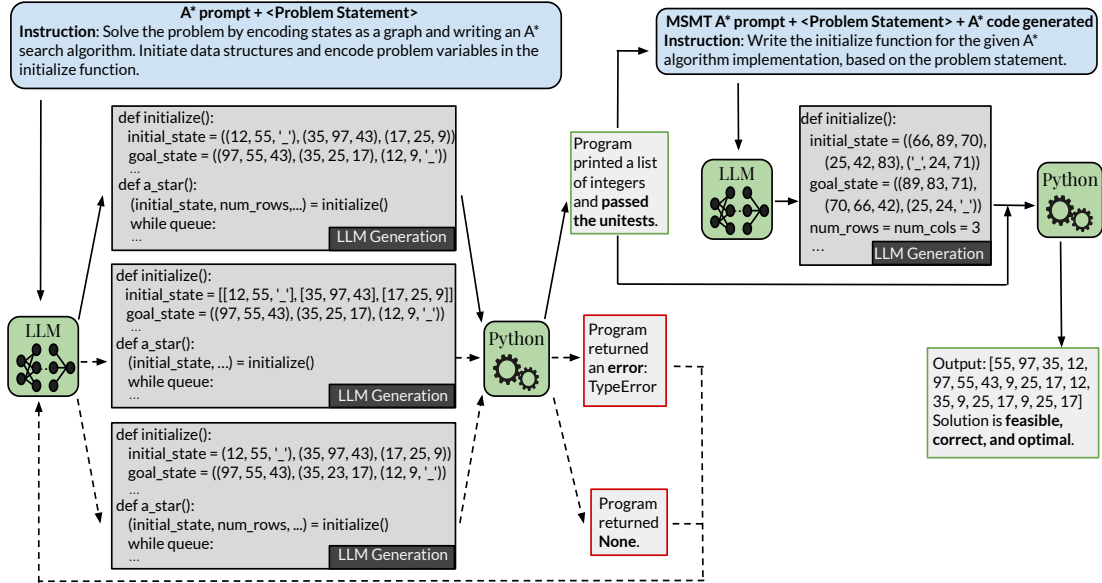 A* prompt + <Problem Statement>
Instruction: Solve the problem by encoding states as a graph and writing an A*
search algorithm. Initiate data structures and encode problem variables in the
initialize function.
MSMT A* prompt + <Problem Statement> + A* code generated
Instruction: Write the initialize function for the given A*
algorithm implementation, based on the problem statement.
def initialize():
initial_state = ((12, 55, '_'), (35, 97, 43), (17, 25, 9))
goal_state = ((97, 55, 43), (35, 25, 17), (12, 9, '_'))
...
def a_star():
(initial_state, num_rows,...) = initialize()
while queue:
...
LLM Generation
def initialize():
initial_state = [[12, 55, '_'], [35, 97, 43], [17, 25, 9]]
goal_state = ((97, 55, 43), (35, 25, 17), (12, 9, '_'))
...
def a_star():
(initial_state, ...) = initialize()
while queue:
...
LLM Generation
def initialize():
initial_state = (12, 55, '_'), (35, 97, 43), (17, 25, 9))
goal_state = ((97, 55, 43), (35, 23, 17), (12, 9, '_'))
...
def a_star():
(initial_state, num_rows, ...) = initialize()
while queue:
...
LLM Generation
LLM
Python
Program
printed a list
of integers
and passed
the unitests.
Program
returned
an error:
TypeError
Program
returned
None.
LLM
def initialize():
initial_state = ((66, 89, 70),
(25, 42, 83), ('_', 24, 71))
goal_state = ((89, 83, 71),
(70, 66, 42), (25, 24, '_'))
num_rows = num_cols = 3
...
LLM Generation
Python
Output: [55, 97, 35, 12,
97, 55, 43, 9, 25, 17, 12,
35, 9, 25, 17, 9, 25, 17]
Solution is feasible,
correct, and optimal.